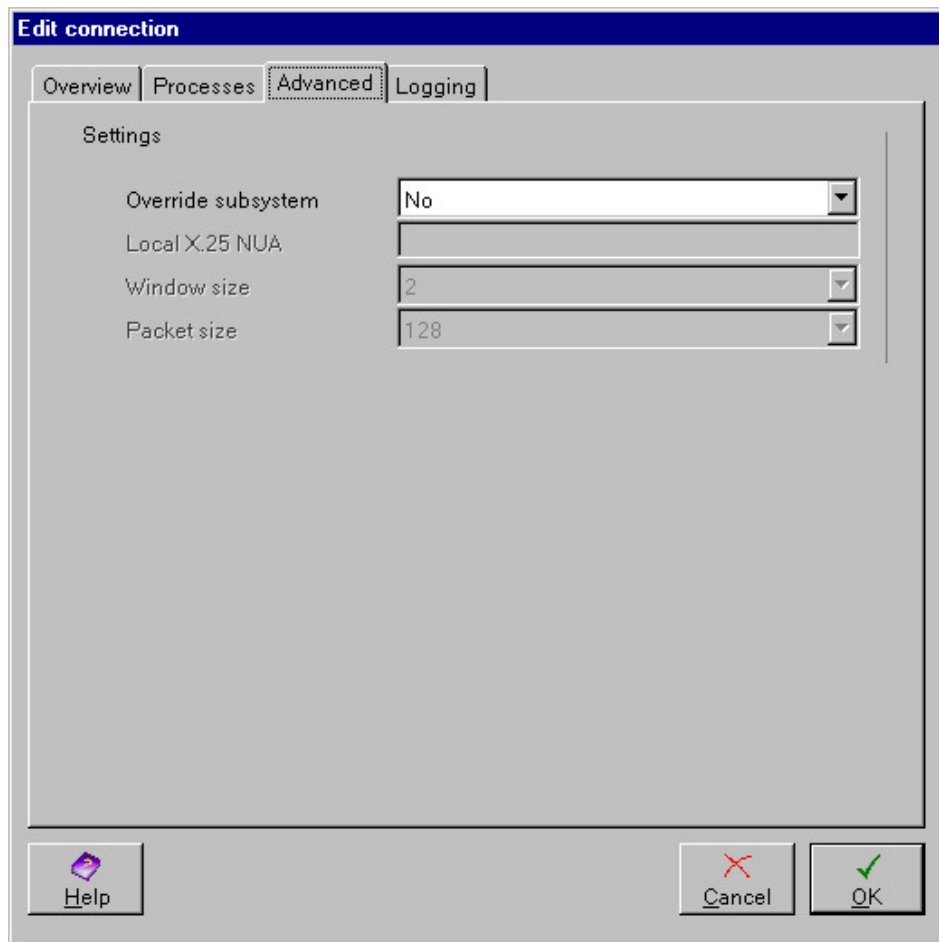 Edit connection
Overview Processes Advanced Logging
Settings
Override subsystem No
Local X.25 NUA
Window size 2
Packet size 128
Help Cancel OK